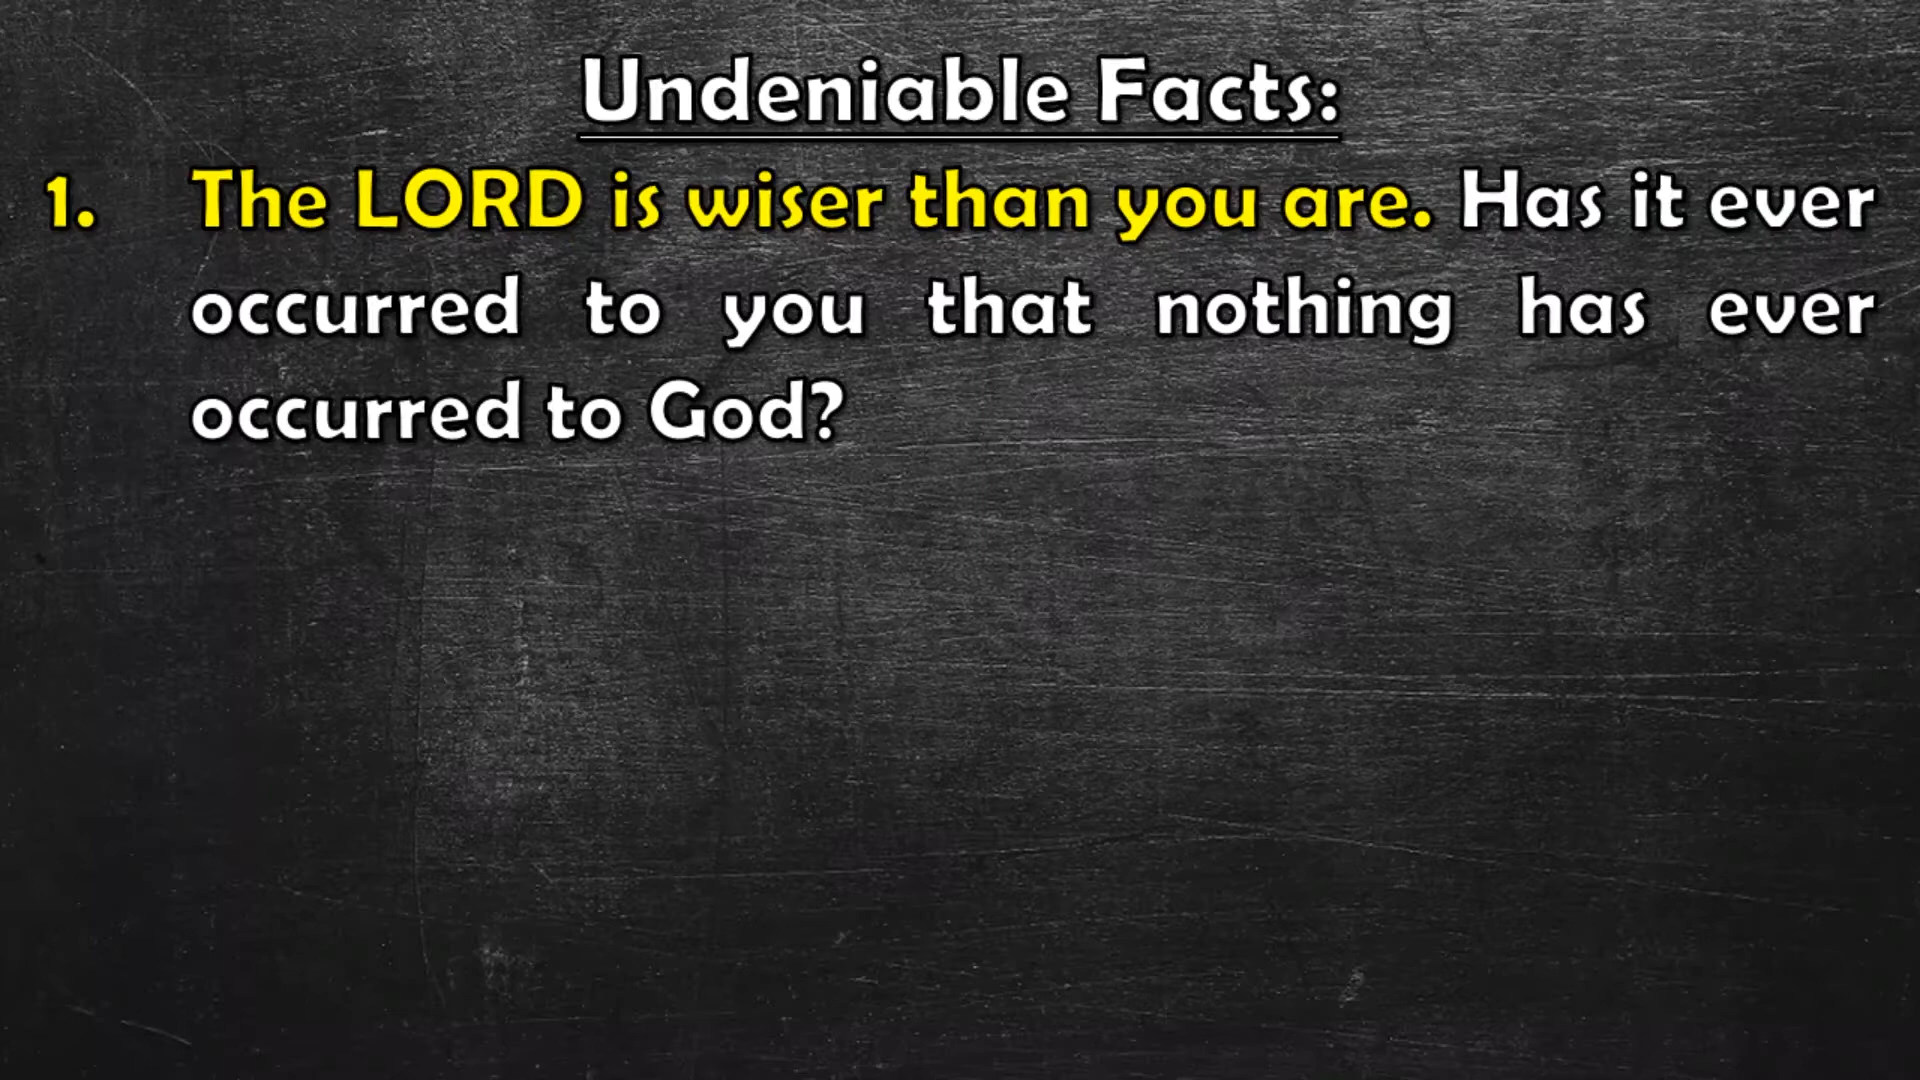 Undeniable Facts:
1. The LORD is wiser than you are. Has it ever
occurred to you that nothing has ever
occurred to God?